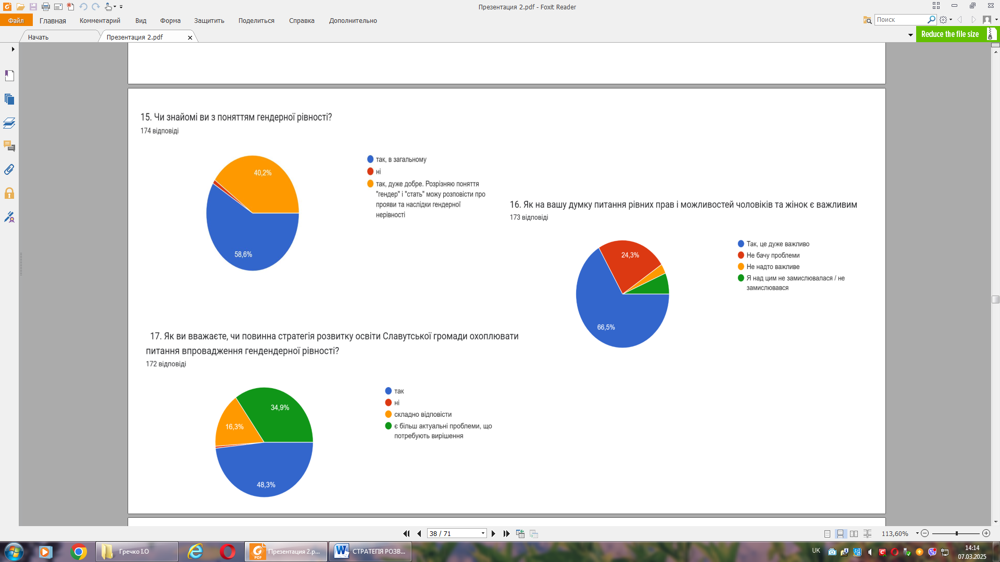 Презентация 2.pdf - Foxit Reader
Файл
Главная
Комментарий
Вид
Форма
Защитить
Поделиться
Справка
Дополнительно
Поиск
Начать
Презентация 2.pdf
Reduce the file size
15. Чи знайомі ви з поняттям гендерної рівності?
174 відповіді
40,2%
58,6%
так, в загальному
ні
так, дуже добре. Розрізняю поняття
"гендер" і "стать" можу розповісти про
прояви та наслідки гендерної
нерівності
16. Як на вашу думку питання рівних прав і можливостей чоловіків та жінок є важливим
173 відповіді
24,3%
66,5%
Так, це дуже важливо
Не бачу проблеми
Не надто важливе
Я над цим не замислювалася / не
замислювався
17. Як ви вважаєте, чи повинна стратегія розвитку освіти Славутської громади охоплювати
питання впровадження гендендерної рівності?
172 відповіді
34,9%
16,3%
48,3%
так
ні
складно відповісти
є більш актуальні проблеми, що
потребують вирішення
38 / 71
113,60%
Гречко І.О
PDF
Презентация 2.p...
СТРАТЕГІЯ РОЗВ...
UK
14:14
07.03.2025